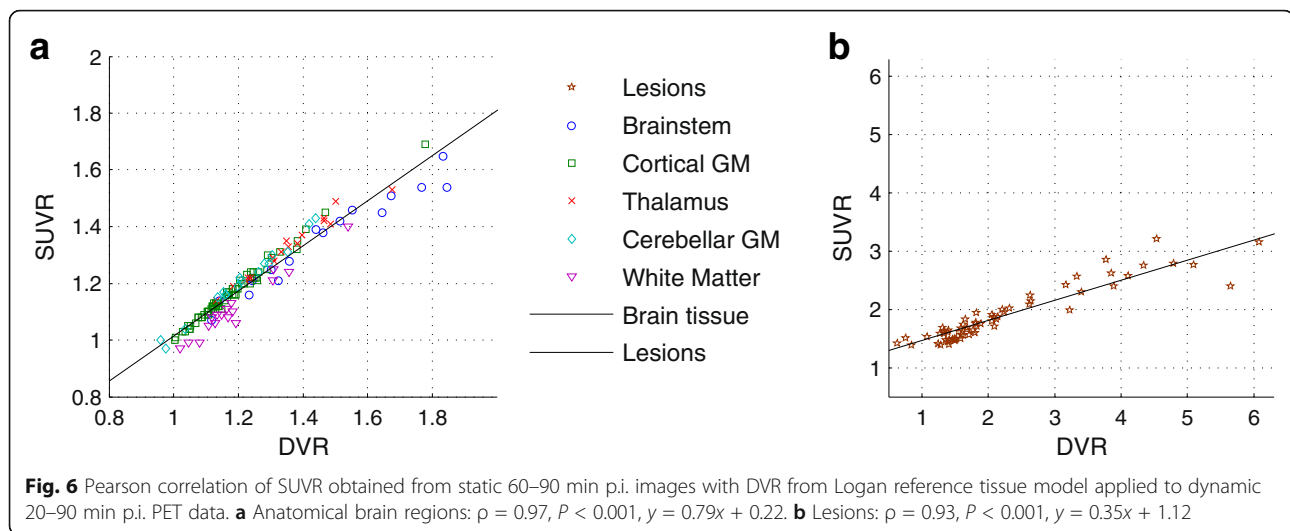 a
SUVR
2
1.8
1.6
1.4
1.2
1
0.8
0.8
1
1.2
1.4
1.6
1.8
DVR
Lesions
Brainstem
Cortical GM
Thalamus
Cerebellar GM
White Matter
Brain tissue
Lesions
b
SUVR
6
5
4
3
2
1
1
2
3
4
5
6
DVR
Fig. 6 Pearson correlation of SUVR obtained from static 60–90 min p.i. images with DVR from Logan reference tissue model applied to dynamic
20–90 min p.i. PET data. a Anatomical brain regions: ρ = 0.97, P < 0.001, y = 0.79x + 0.22. b Lesions: ρ = 0.93, P < 0.001, y = 0.35x + 1.12